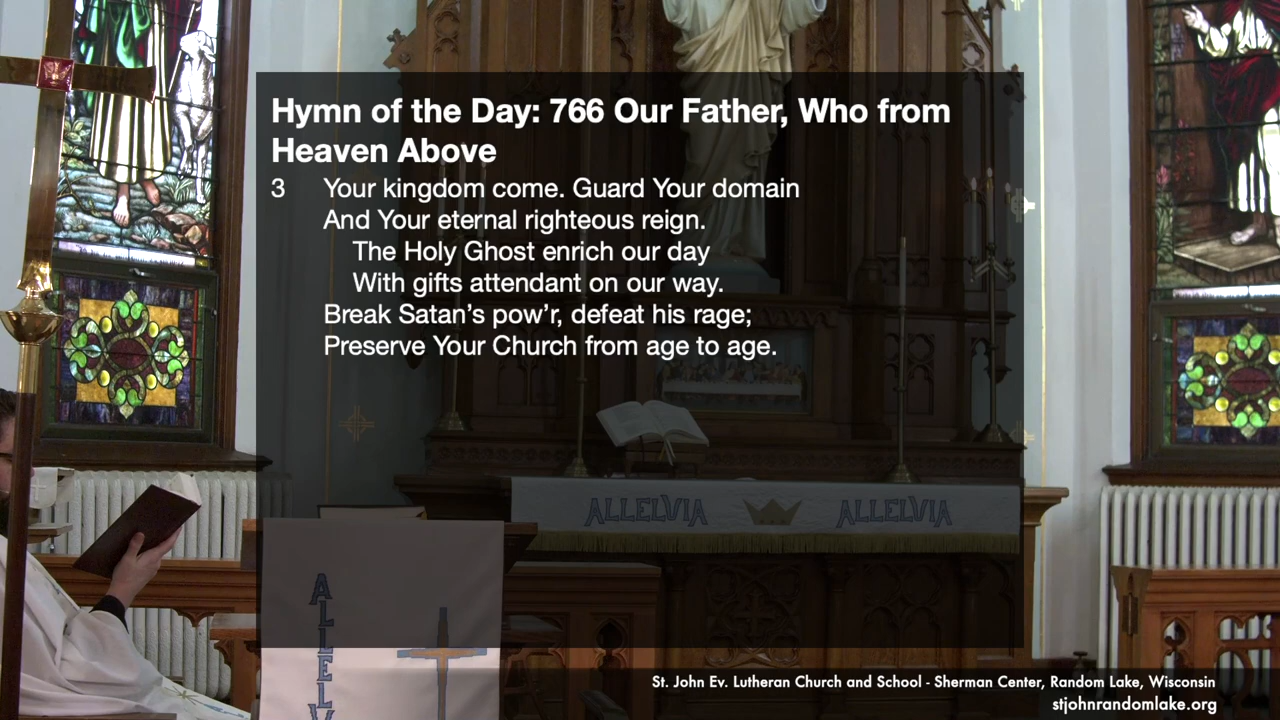 Hymn of the Day: 766 Our Father, Who from
Heaven Above
3 Your kingdom come. Guard Your domain
And Your eternal righteous reign.
The Holy Ghost enrich our day
With gifts attendant on our way.
Break Satan’s pow’r, defeat his rage;
Preserve Your Church from age to age.
ALLELVIA ALLELVIA
ALLELV
St. John Ev. Lutheran Church and School - Sherman Center, Random Lake, Wisconsin
stjohnrandomlake.org